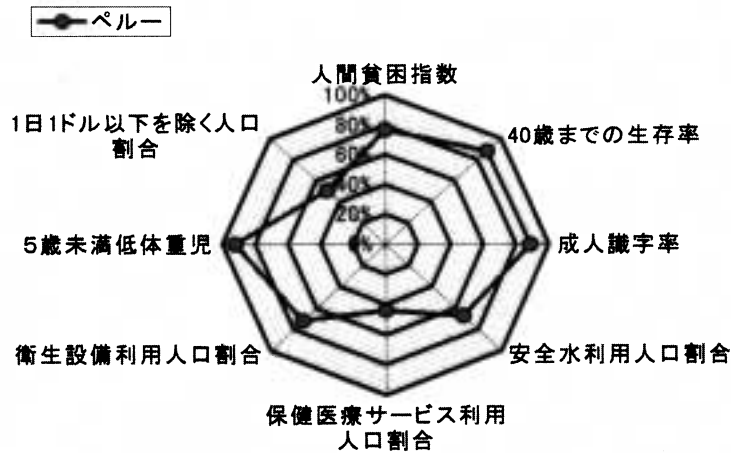 ペルー
人間貧困指数
100%
80%
60%
40%
20%
0%
40歳までの生存率
成人識字率
安全水利用人口割合
保健医療サービス利用
人口割合
衛生設備利用人口割合
5歳未満低体重児
1日1ドル以下を除く人口
割合